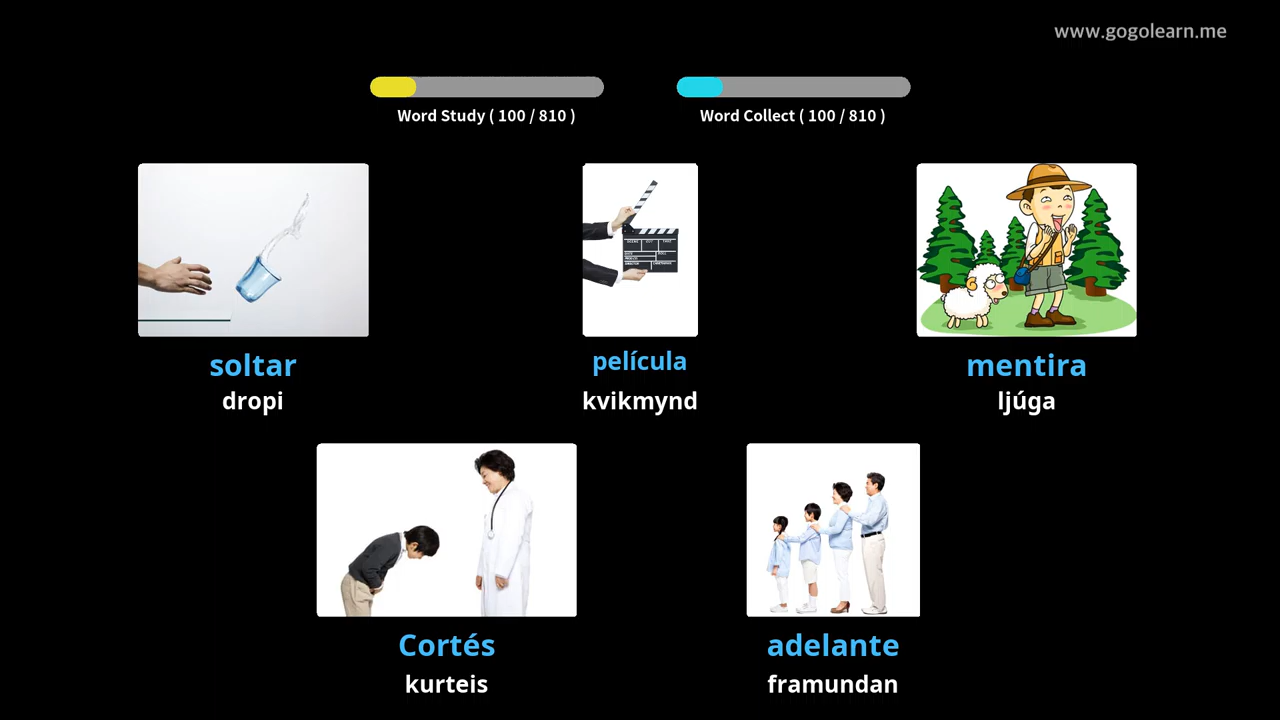 www.gogolearn.me
Word Study ( 100 / 810 )
Word Collect ( 100 / 810 )
soltar
dropi
película
kvikmynd
mentira
ljúga
Cortés
kurteis
adelante
framundan